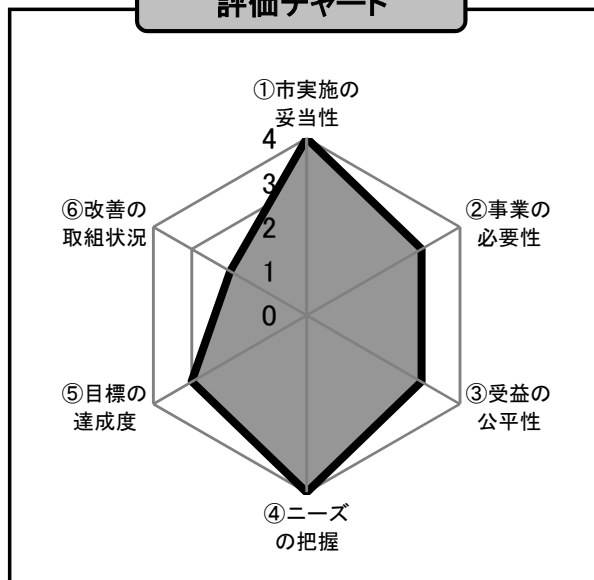 評価チャート
①市実施の
妥当性
4
3
2
1
0
②事業の
必要性
③受益の
公平性
④ニーズ
の把握
⑤目標の
達成度
⑥改善の
取組状況